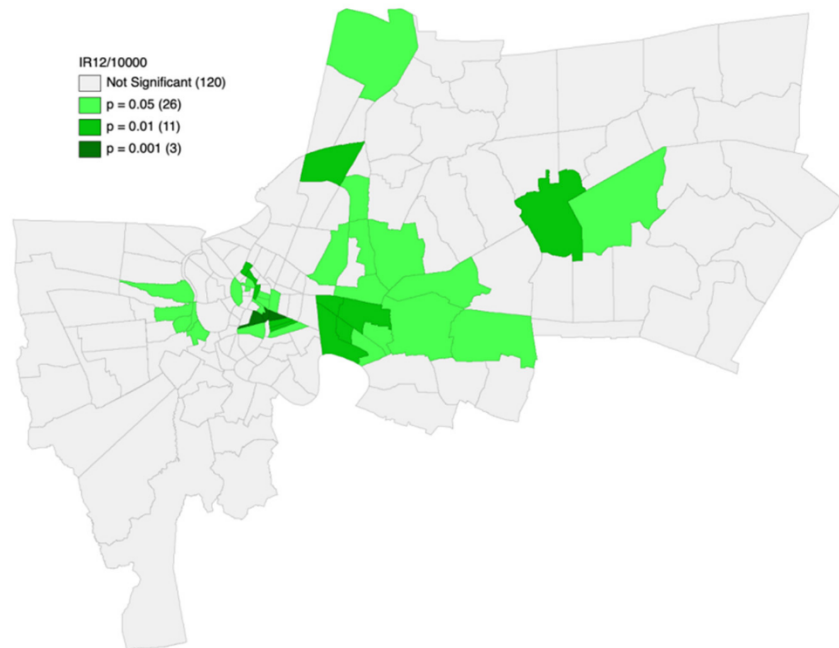 IR12/10000
Not Significant (120)
p = 0.05 (26)
p = 0.01 (11)
p = 0.001 (3)